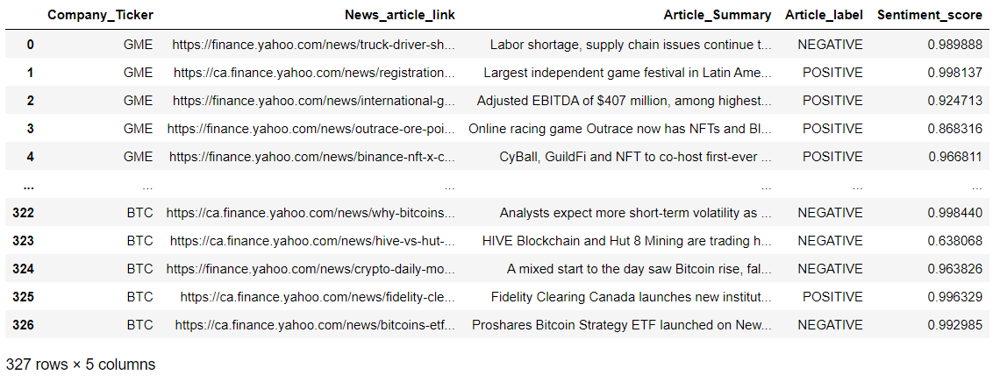 Company_Ticker News_article_link Article_Summary Article_label Sentiment_score
0 GME https://finance.yahoo.com/news/truck-driver-sh... Labor shortage, supply chain issues continue t... NEGATIVE 0.989888
1 GME https://ca.finance.yahoo.com/news/registration... Largest independent game festival in Latin Ame... POSITIVE 0.998137
2 GME https://finance.yahoo.com/news/international-g... Adjusted EBITDA of $407 million, among highest... POSITIVE 0.924713
3 GME https://finance.yahoo.com/news/outrace-ore-poi... Online racing game Outrace now has NFTs and Bl... POSITIVE 0.868316
4 GME https://finance.yahoo.com/news/binance-nft-x-c... CyBall, GuildFi and NFT to co-host first-ever ... POSITIVE 0.966811
... ... ... ... ... ...
322 BTC https://ca.finance.yahoo.com/news/why-bitcoins... Analysts expect more short-term volatility as ... NEGATIVE 0.998440
323 BTC https://ca.finance.yahoo.com/news/hive-vs-hut-... HIVE Blockchain and Hut 8 Mining are trading h... NEGATIVE 0.638068
324 BTC https://finance.yahoo.com/news/crypto-daily-mo... A mixed start to the day saw Bitcoin rise, fal... NEGATIVE 0.963826
325 BTC https://ca.finance.yahoo.com/news/fidelity-cle... Fidelity Clearing Canada launches new institut... POSITIVE 0.996329
326 BTC https://ca.finance.yahoo.com/news/bitcoins-etf... Proshares Bitcoin Strategy ETF launched on New... NEGATIVE 0.992985
327 rows × 5 columns